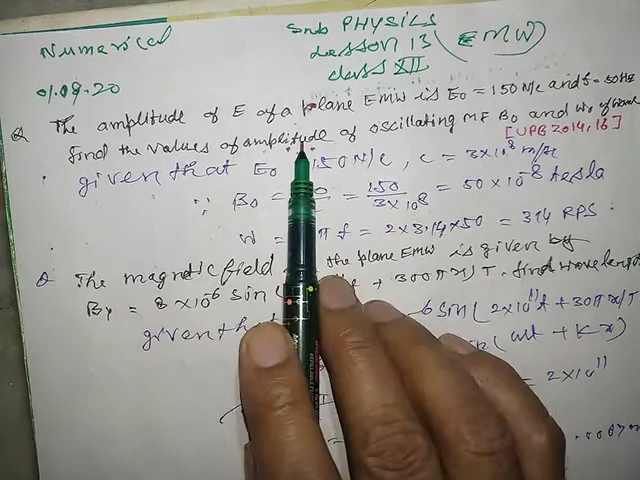 Numerical
Sub PHYSICS
Lesson 13 (EMW)
class XII
01.09.20
Q The amplitude of E of a plane EMW is E₀ = 150 N/c and f = 50 Hz
find the values of amplitude of oscillating MF B₀ and W₀ of wave
[UPB 2014, 16]
given that E₀ 150 N/c, c = 3×10⁸ m/s
∵ B₀ = = 150/3×10⁸ = 50×10⁻⁸ tesla
W = π f = 2×3.14×50 = 314 RPS
Q The magnetic field the plane EMW is given by
By = 8×10⁻⁶ sin ( + 300πx)T. find wavelength
given that 6 sin(2×10¹¹t + 30πx)T
(wt + Kx)
= 2×10¹¹